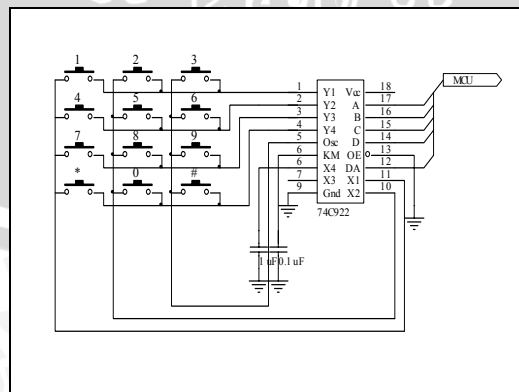 1 2 3
4 5 6
7 8 9
* 0 #
1 Y1 Vcc 18
2 Y2 A 17
3 Y3 B 16
4 Y4 C 15
5 Osc D 14
6 KM OE 13
6 X4 DA 12
7 X3 X1 11
9 Gnd X2 10
74C922
MCU
1 uF 0.1 uF